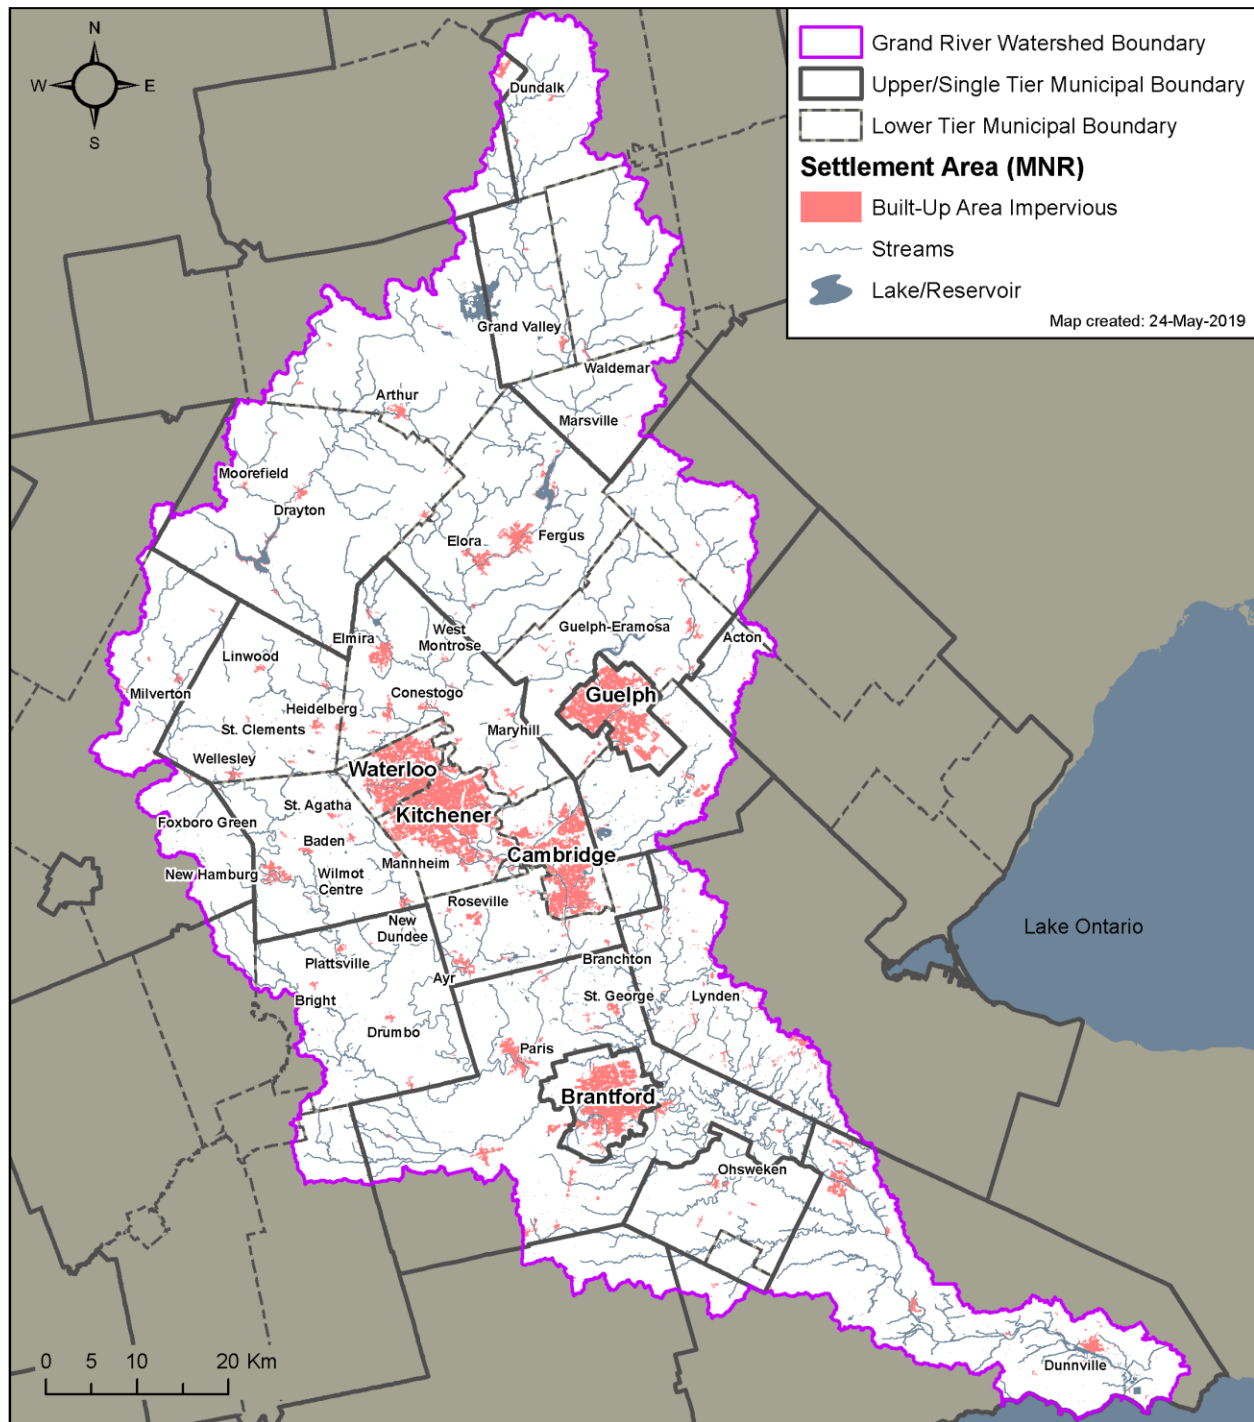 N
W
E
S
Grand River Watershed Boundary
Upper/Single Tier Municipal Boundary
Lower Tier Municipal Boundary
Settlement Area (MNR)
Built-Up Area Impervious
Streams
Lake/Reservoir
Map created: 24-May-2019
Dundalk
Grand Valley
Waldemar
Arthur
Marsville
Moorefield
Drayton
Elora
Fergus
Elmira
West
Montrose
Guelph-Eramosa
Acton
Linwood
Milverton
Conestogo
Guelph
Heidelberg
St. Clements
Maryhill
Wellesley
Waterloo
St. Agatha
Kitchener
Foxboro Green
Baden
Cambridge
Mannheim
New Hamburg
Wilmot
Centre
Roseville
New
Dundee
Lake Ontario
Plattsville
Branchton
Ayr
Bright
St. George
Lynden
Drumbo
Paris
Brantford
Ohsweken
Dunnville
0 5 10 20 Km